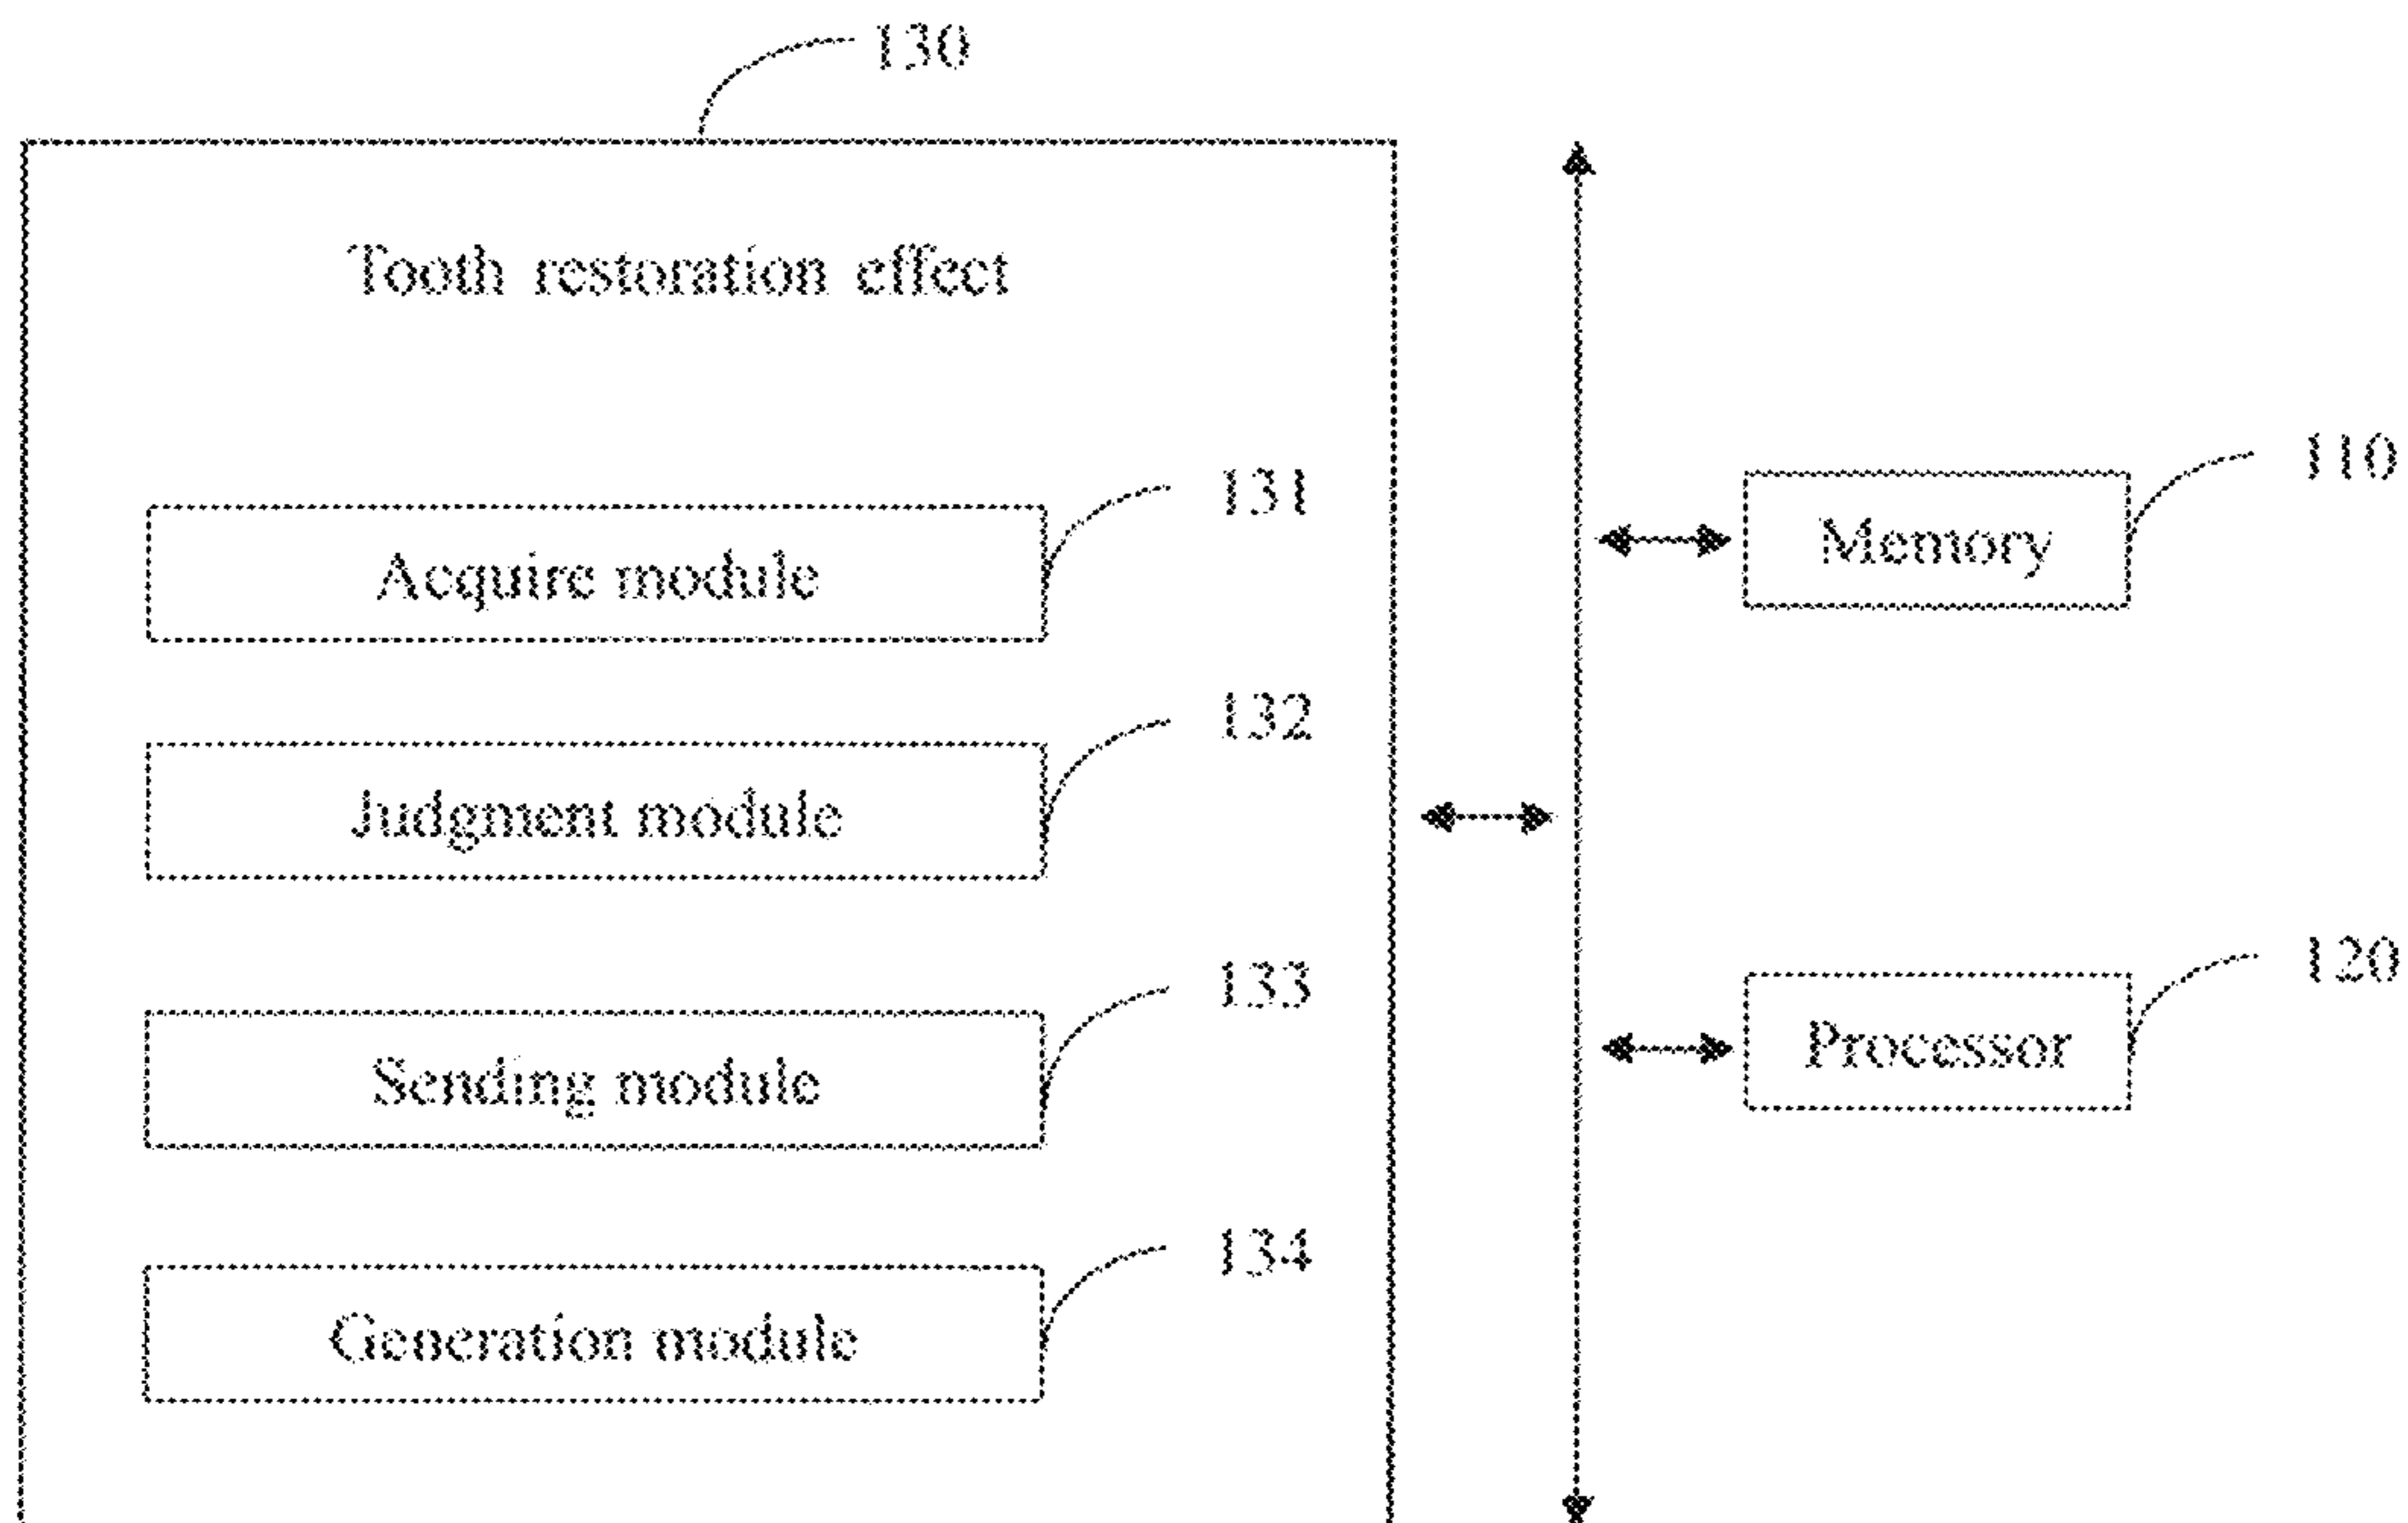 130
Tooth restoration effect
131
Acquire module
110
Memory
132
Judgment module
133
Sending module
120
Processor
134
Generation module